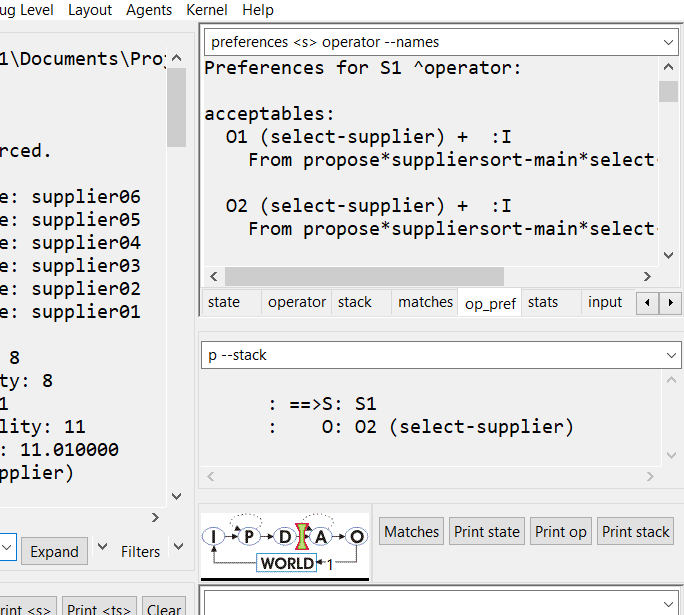 ug Level Layout Agents Kernel Help
1\Documents\Pro
rced.
e: supplier06
e: supplier05
e: supplier04
e: supplier03
e: supplier02
e: supplier01
8
ty: 8
1
lity: 11
: 11.010000
pplier)
Expand
Filters
rint <s>
Print <ts>
Clear
preferences <s> operator --names
Preferences for S1 ^operator:
acceptables:
O1 (select-supplier) + :I
From propose*suppliersort-main*select-
O2 (select-supplier) + :I
From propose*suppliersort-main*select-
state operator stack matches op_pref stats input
p --stack
: ==>S: S1
: O: O2 (select-supplier)
I P D A O
WORLD 1
Matches Print state Print op Print stack